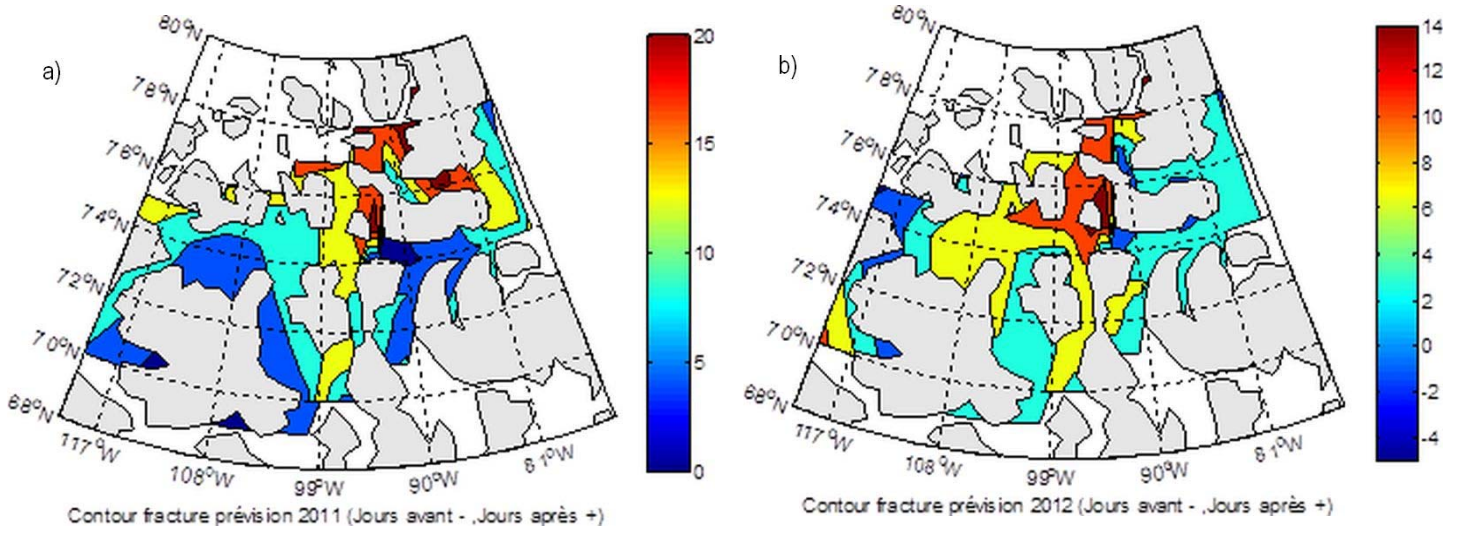 a)
80°N
78°N
76°N
74°N
72°N
70°N
68°N
117°W
108°W
99°W
90°W
81°W
20
15
10
5
0
Contour fracture prévision 2011 (Jours avant - ,Jours après +)
b)
80°N
78°N
76°N
74°N
72°N
70°N
68°N
117°W
108°W
99°W
90°W
81°W
14
12
10
8
6
4
2
0
-2
-4
Contour fracture prévision 2012 (Jours avant - ,Jours après +)